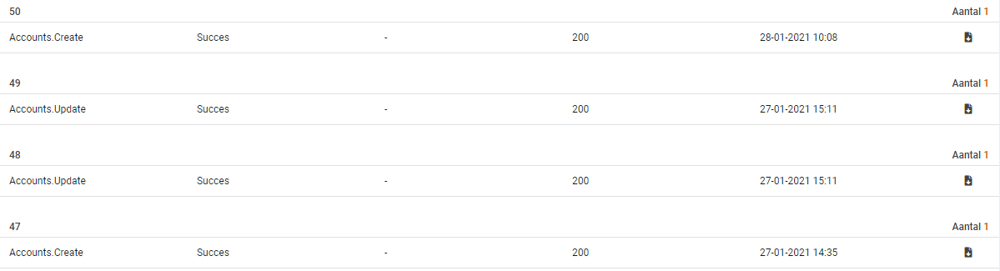 50 Aantal 1
Accounts.Create Succes - 200 28-01-2021 10:08
49 Aantal 1
Accounts.Update Succes - 200 27-01-2021 15:11
48 Aantal 1
Accounts.Update Succes - 200 27-01-2021 15:11
47 Aantal 1
Accounts.Create Succes - 200 27-01-2021 14:35